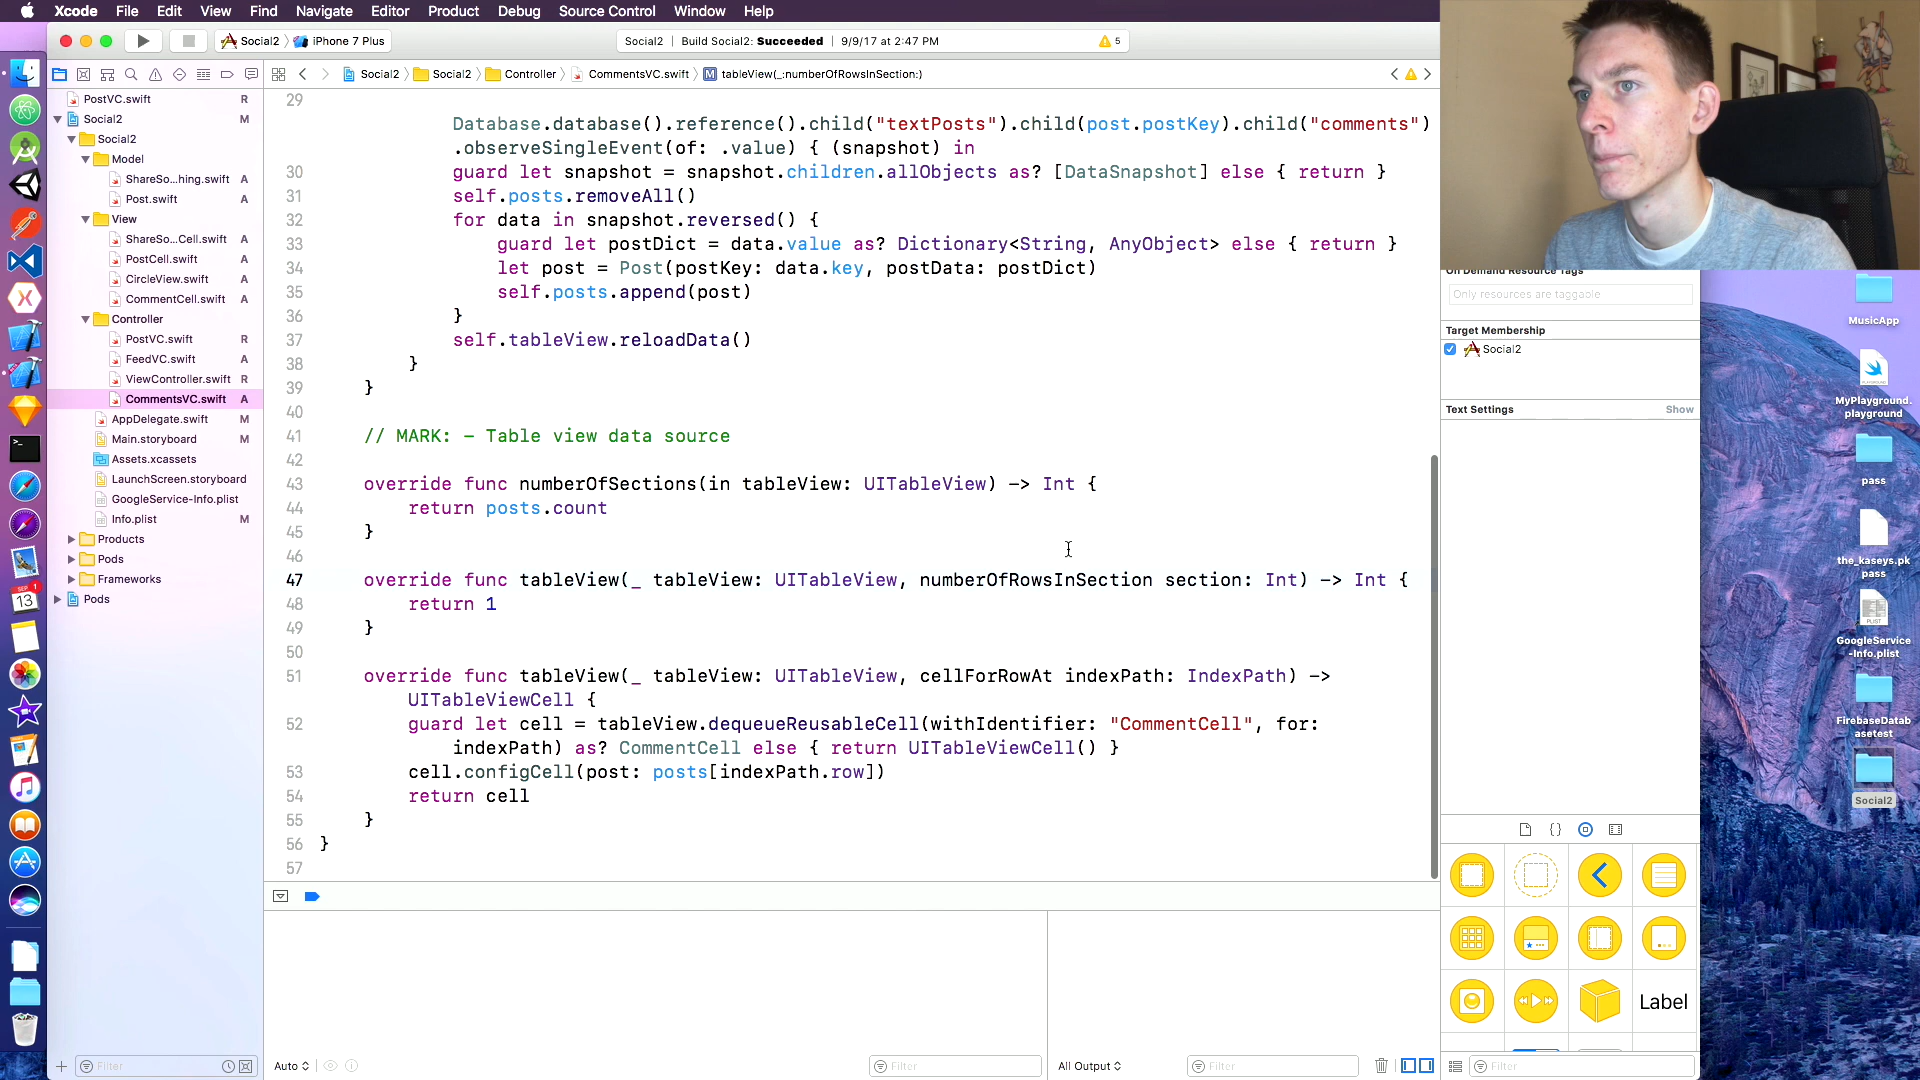 Xcode File Edit View Find Navigate Editor Product Debug Source Control Window Help
Social2 iPhone 7 Plus
Social2 | Build Social2: Succeeded | 9/9/17 at 2:47 PM
5
Social2 Social2 Controller CommentsVC.swift M tableView(_:numberOfRowsInSection:)
PostVC.swift R
Social2 M
Social2
Model
ShareSo...hing.swift A
Post.swift A
View
ShareSo...Cell.swift A
PostCell.swift A
CircleView.swift A
CommentCell.swift A
Controller
PostVC.swift R
FeedVC.swift A
ViewController.swift R
CommentsVC.swift A
AppDelegate.swift M
Main.storyboard M
Assets.xcassets
LaunchScreen.storyboard
GoogleService-Info.plist
Info.plist M
Products
Pods
Frameworks
Pods
Filter
29
Database.database().reference().child("textPosts").child(post.postKey).child("comments")
.observeSingleEvent(of: .value) { (snapshot) in
30 guard let snapshot = snapshot.children.allObjects as? [DataSnapshot] else { return }
31 self.posts.removeAll()
32 for data in snapshot.reversed() {
33 guard let postDict = data.value as? Dictionary<String, AnyObject> else { return }
34 let post = Post(postKey: data.key, postData: postDict)
35 self.posts.append(post)
36 }
37 self.tableView.reloadData()
38 }
39 }
40
41 // MARK: - Table view data source
42
43 override func numberOfSections(in tableView: UITableView) -> Int {
44 return posts.count
45 }
46
47 override func tableView(_ tableView: UITableView, numberOfRowsInSection section: Int) -> Int {
48 return 1
49 }
50
51 override func tableView(_ tableView: UITableView, cellForRowAt indexPath: IndexPath) ->
UITableViewCell {
52 guard let cell = tableView.dequeueReusableCell(withIdentifier: "CommentCell", for:
indexPath) as? CommentCell else { return UITableViewCell() }
53 cell.configCell(post: posts[indexPath.row])
54 return cell
55 }
56 }
57
Auto
Filter
All Output
Filter
On Demand Resource Tags
Only resources are taggable
Target Membership
Social2
Text Settings Show
Label
Filter
MusicApp
MyPlayground.
playground
pass
the_kaseys.pk
pass
PLIST
GoogleService
-Info.plist
FirebaseDatab
asetest
Social2
SEP
13
1